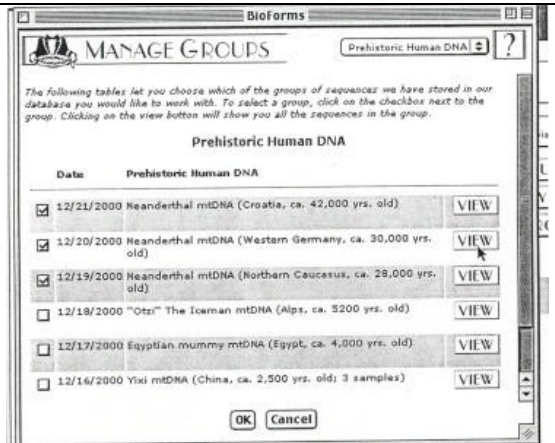 BioForms
MANAGE GROUPS
Prehistoric Human DNA
?
The following tables let you choose which of the groups of sequences we have stored in our
database you would like to work with. To select a group, click on the checkbox next to the
group. Clicking on the view button will show you all the sequences in the group.
Prehistoric Human DNA
Date Prehistoric Human DNA
12/21/2000 Neanderthal mtDNA (Croatia, ca. 42,000 yrs. old) VIEW
12/20/2000 Neanderthal mtDNA (Western Germany, ca. 30,000 yrs. VIEW
old)
12/19/2000 Neanderthal mtDNA (Northern Caucasus, ca. 28,000 yrs. VIEW
old)
12/18/2000 "Otzi" The Iceman mtDNA (Alps, ca. 5200 yrs. old) VIEW
12/17/2000 Egyptian mummy mtDNA (Egypt, ca. 4,000 yrs. old) VIEW
12/16/2000 Yixi mtDNA (China, ca. 2,500 yrs. old; 3 samples) VIEW
OK Cancel